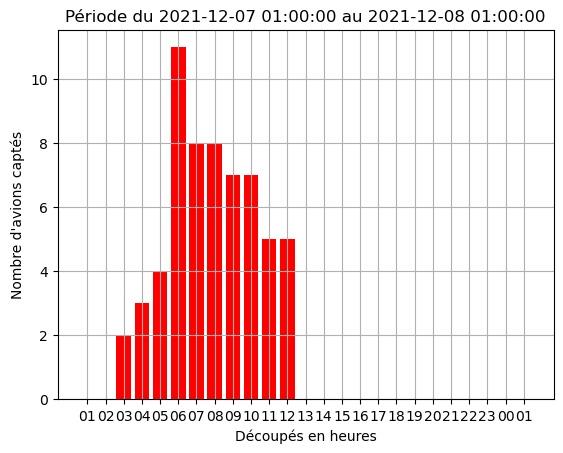 Période du 2021-12-07 01:00:00 au 2021-12-08 01:00:00
Nombre d'avions captés
10
8
6
4
2
0
01 02 03 04 05 06 07 08 09 10 11 12 13 14 15 16 17 18 19 20 21 22 23 00 01
Découpés en heures